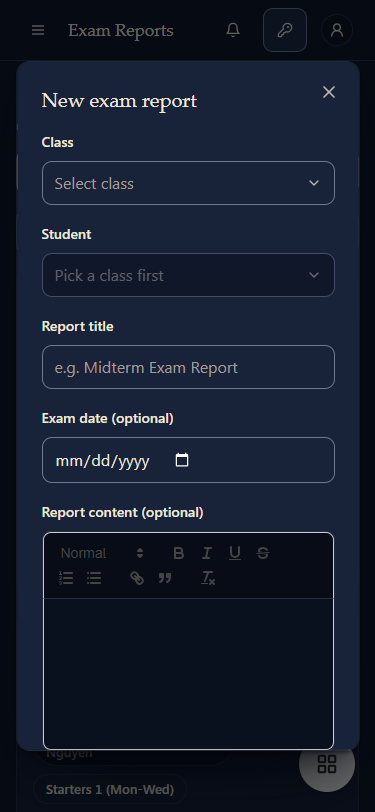 Exam Reports
New exam report
Class
Select class
Student
Pick a class first
Report title
e.g. Midterm Exam Report
Exam date (optional)
mm/dd/yyyy
Report content (optional)
Normal
B I U S
Nguyen
Starters 1 (Mon-Wed)